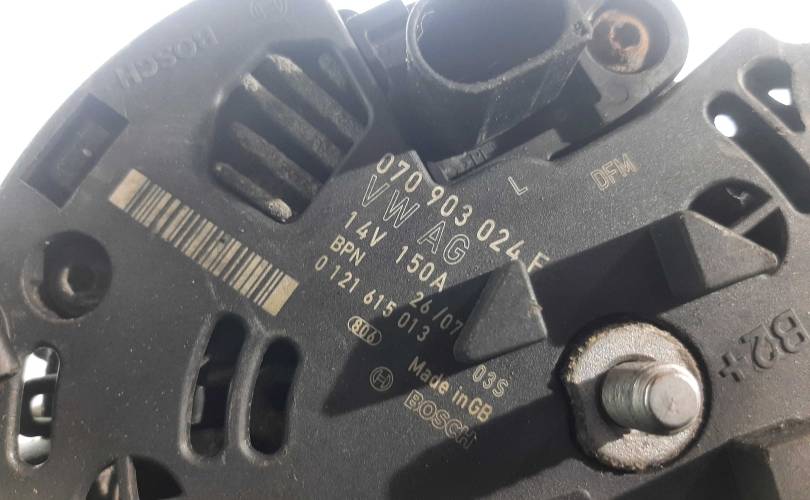 BOSCH
L
DFM
070 903 024 F
VW AG
14V 150A
BPN 26/07
0 121 615 013
806 03S
Made in GB
BOSCH
B2+